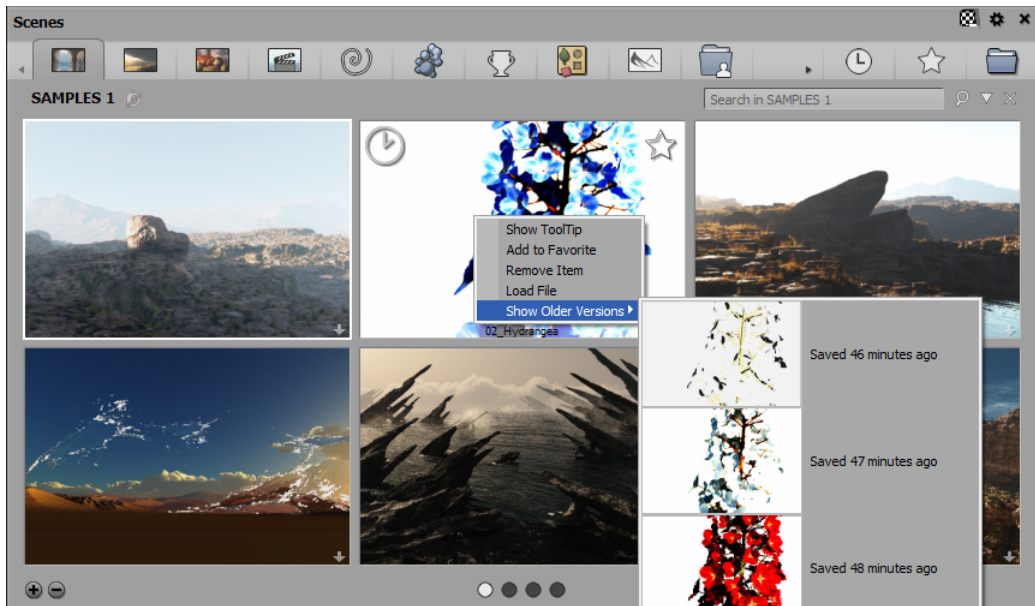 Scenes
SAMPLES 1
Search in SAMPLES 1
Show ToolTip
Add to Favorite
Remove Item
Load File
Show Older Versions
02_Hydrangea
Saved 46 minutes ago
Saved 47 minutes ago
Saved 48 minutes ago